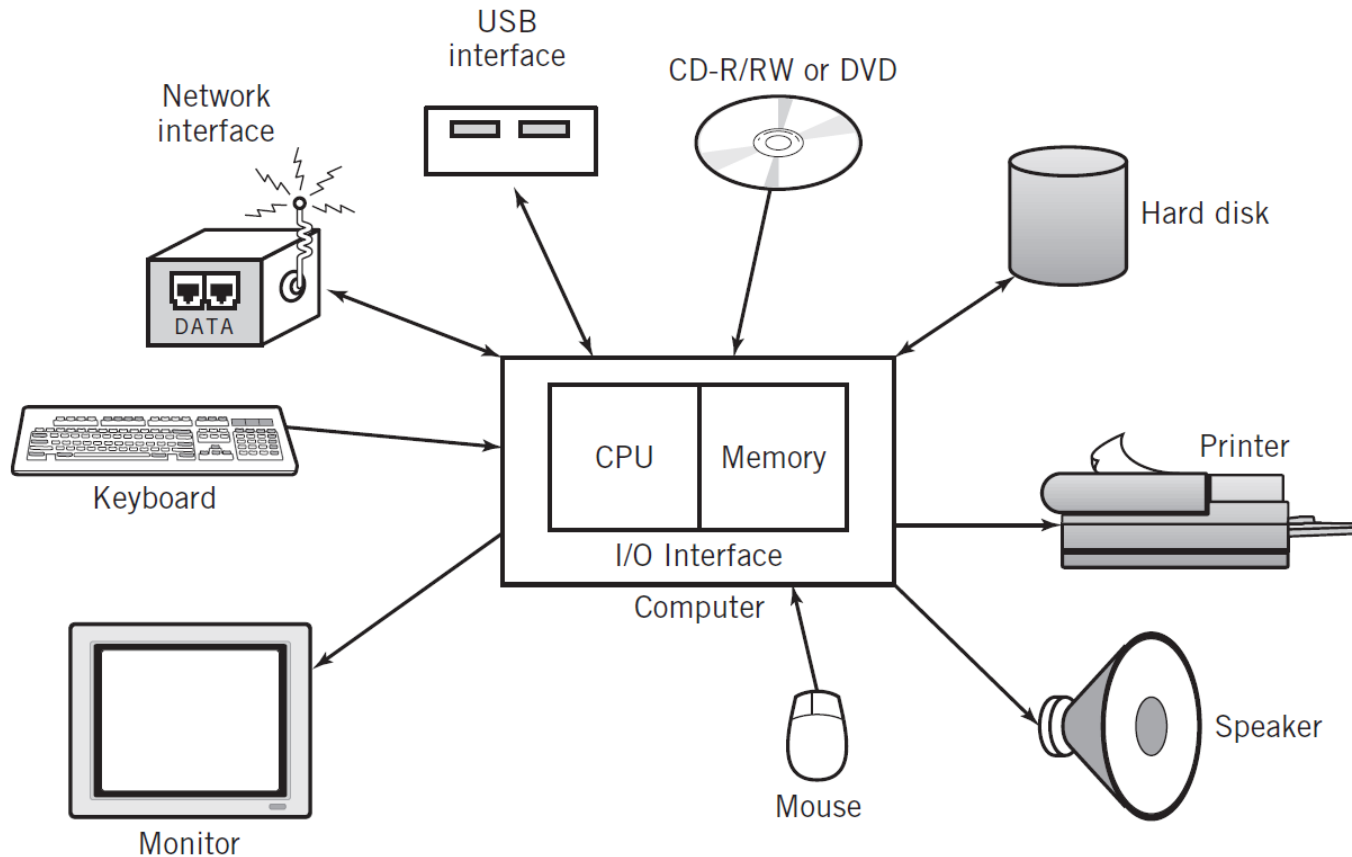 USB
interface
CD-R/RW or DVD
Network
interface
Hard disk
DATA
Keyboard
CPU
Memory
Printer
I/O Interface
Computer
Speaker
Mouse
Monitor